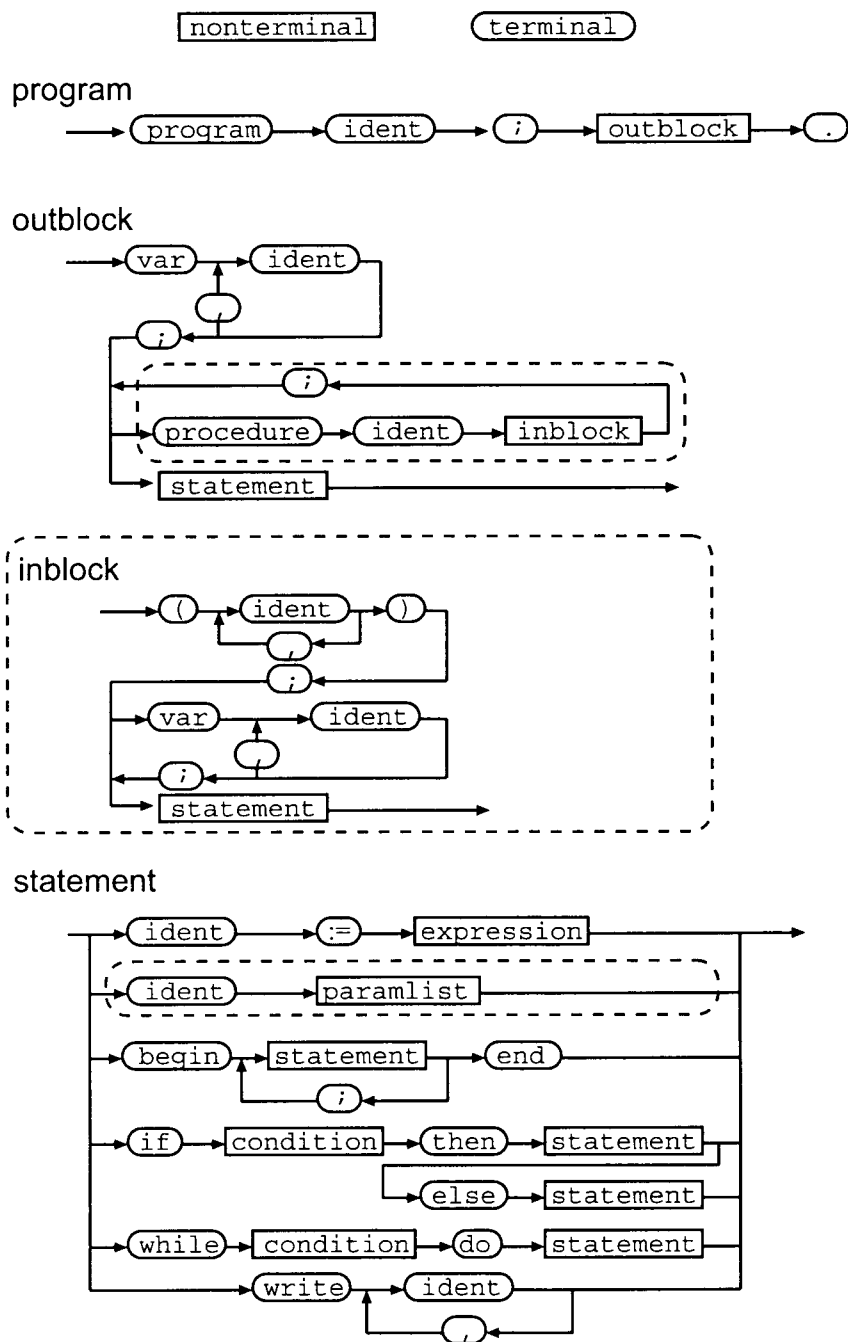 nonterminal terminal
program
program ident ; outblock .
outblock
var ident
,
;
;
procedure ident inblock
statement
inblock
( ident )
,
;
var ident
,
;
statement
statement
ident := expression
ident paramlist
begin statement end
;
if condition then statement
else statement
while condition do statement
write ident
,